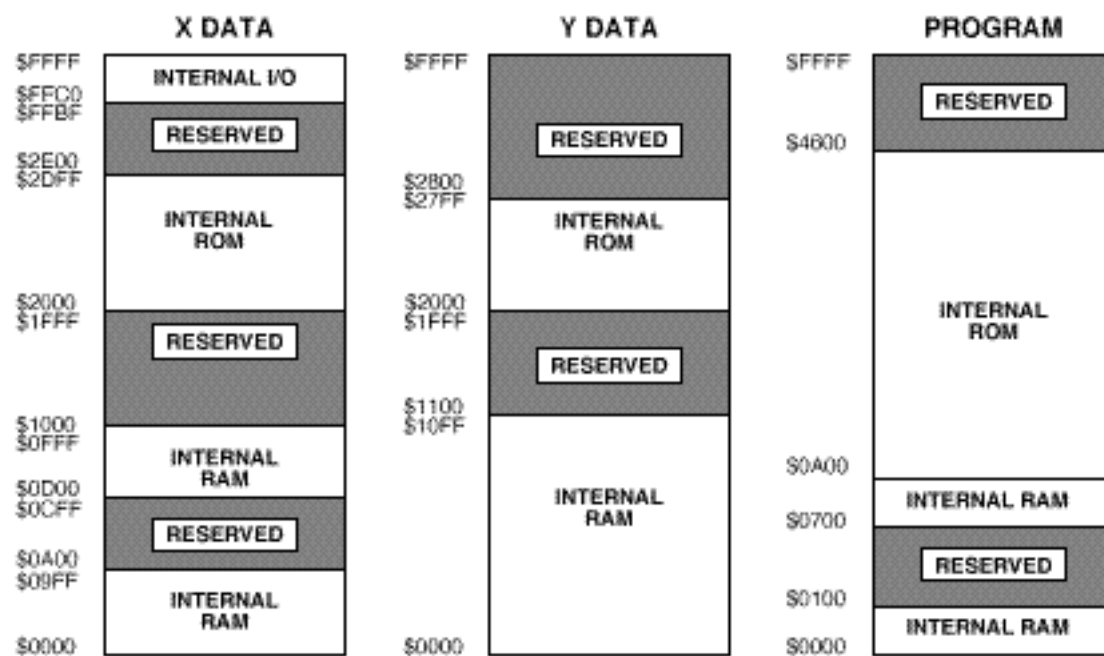 X DATA
$FFFF
INTERNAL I/O
$FFC0
$FFBF
RESERVED
$2E00
$2DFF
INTERNAL
ROM
$2000
$1FFF
RESERVED
$1000
$0FFF
INTERNAL
RAM
$0D00
$0CFF
RESERVED
$0A00
$09FF
INTERNAL
RAM
$0000
Y DATA
$FFFF
RESERVED
$2800
$27FF
INTERNAL
ROM
$2000
$1FFF
RESERVED
$1100
$10FF
INTERNAL
RAM
$0000
PROGRAM
$FFFF
RESERVED
$4600
INTERNAL
ROM
$0A00
INTERNAL RAM
$0700
RESERVED
$0100
INTERNAL RAM
$0000